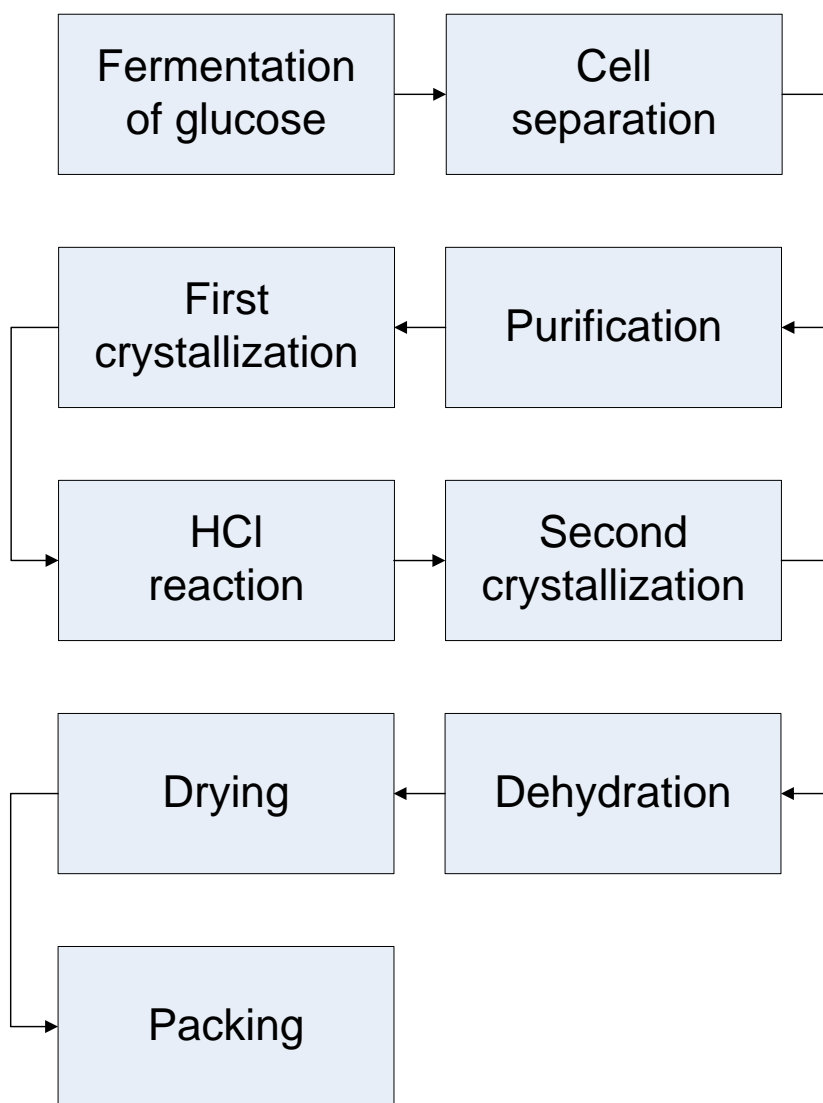 Fermentation
of glucose
Cell
separation
Purification
First
crystallization
HCl
reaction
Second
crystallization
Dehydration
Drying
Packing